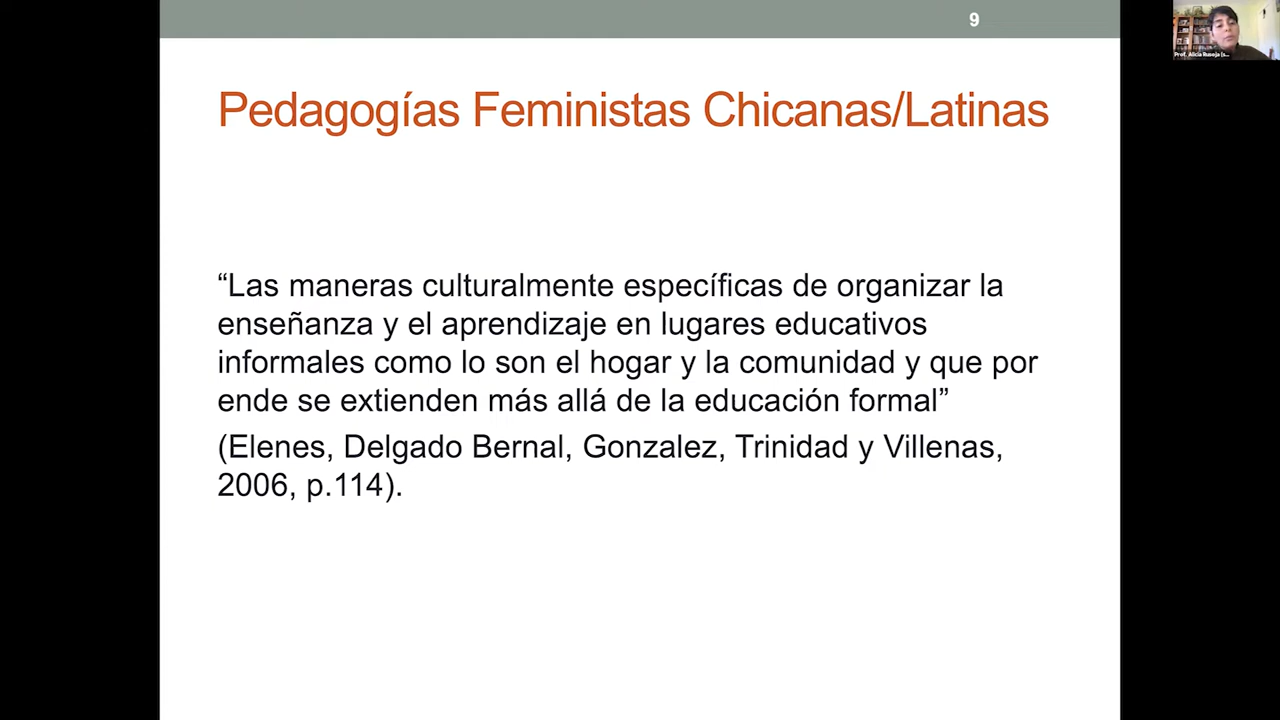 9
Pedagogías Feministas Chicanas/Latinas
“Las maneras culturalmente específicas de organizar la
enseñanza y el aprendizaje en lugares educativos
informales como lo son el hogar y la comunidad y que por
ende se extienden más allá de la educación formal”
(Elenes, Delgado Bernal, Gonzalez, Trinidad y Villenas,
2006, p.114).
Prof. Alicia